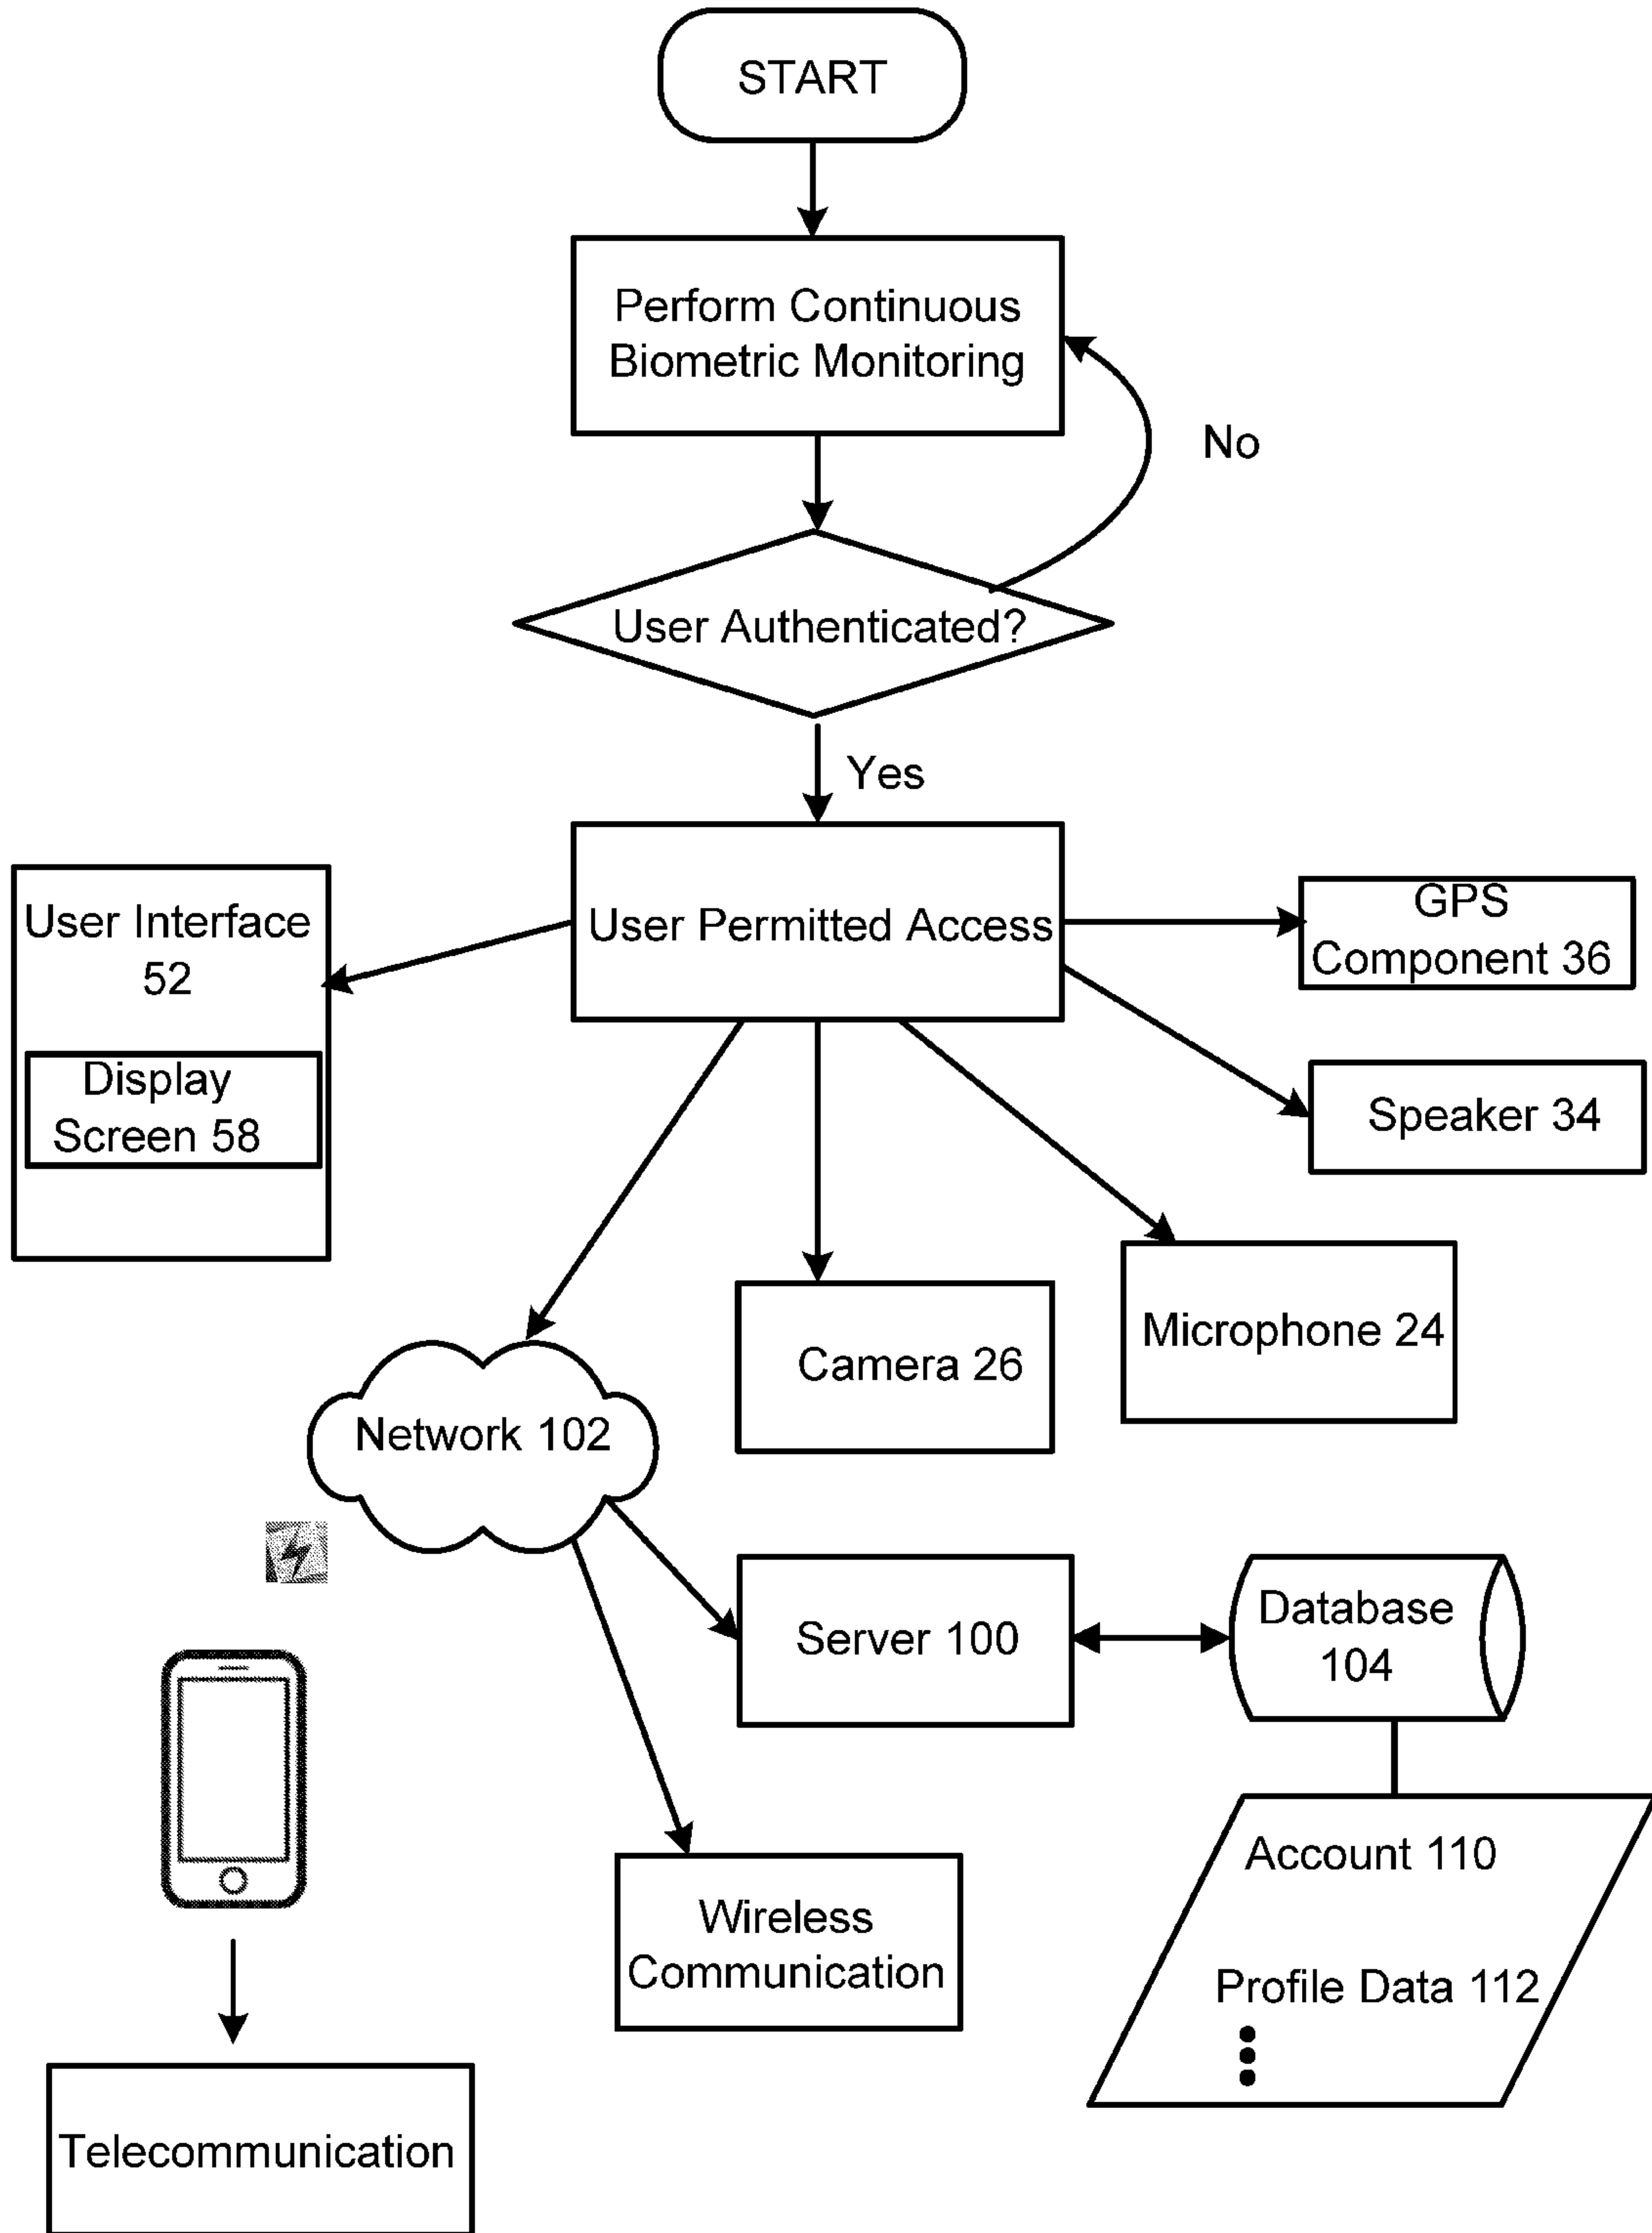 START
Perform Continuous
Biometric Monitoring
No
User Authenticated?
Yes
User Permitted Access
User Interface
52
Display
Screen 58
GPS
Component 36
Speaker 34
Microphone 24
Camera 26
Network 102
Server 100
Database
104
Account 110
Profile Data 112
Wireless
Communication
Telecommunication